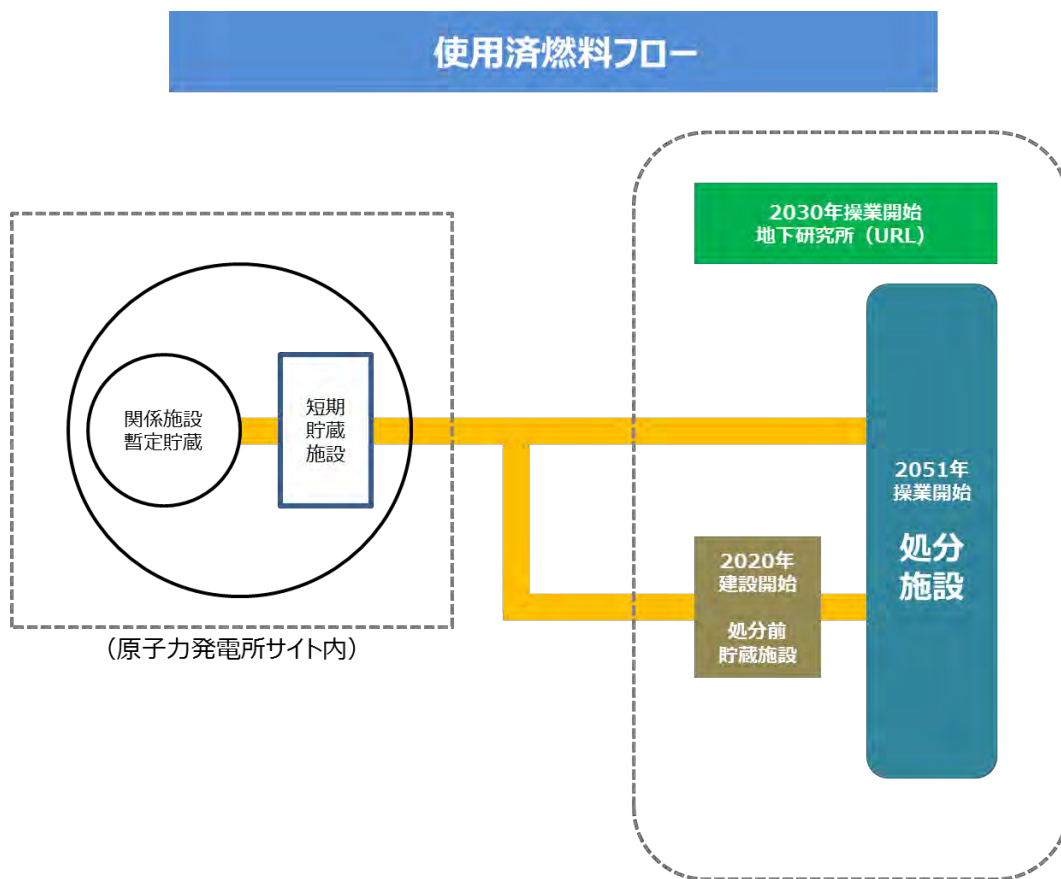 使用済燃料フロー
2030年操業開始
地下研究所（URL）
関係施設
暫定貯蔵
短期
貯蔵
施設
2051年
操業開始
処分
施設
2020年
建設開始
処分前
貯蔵施設
（原子力発電所サイト内）